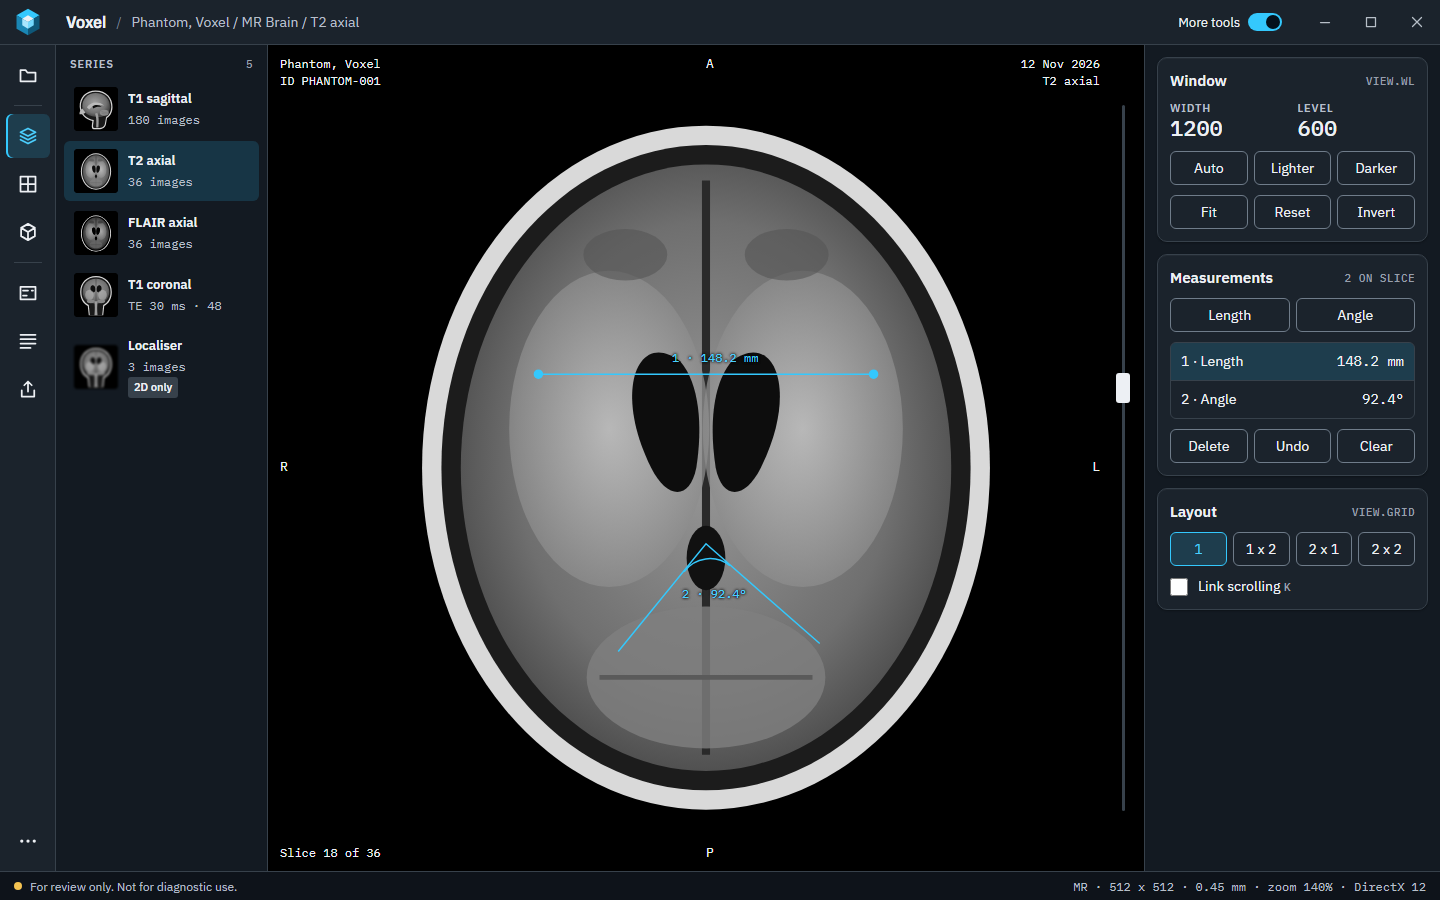 Voxel / Phantom, Voxel / MR Brain / T2 axial
More tools
SERIES 5
T1 sagittal
180 images
T2 axial
36 images
FLAIR axial
36 images
T1 coronal
TE 30 ms · 48
Localiser
3 images
2D only
Phantom, Voxel
ID PHANTOM-001
A
12 Nov 2026
T2 axial
1 · 148.2 mm
R
L
2 · 92.4°
Slice 18 of 36
P
Window VIEW.WL
WIDTH LEVEL
1200 600
Auto Lighter Darker
Fit Reset Invert
Measurements 2 ON SLICE
Length Angle
1 · Length 148.2 mm
2 · Angle 92.4°
Delete Undo Clear
Layout VIEW.GRID
1 1 x 2 2 x 1 2 x 2
Link scrolling K
For review only. Not for diagnostic use.
MR · 512 x 512 · 0.45 mm · zoom 140% · DirectX 12